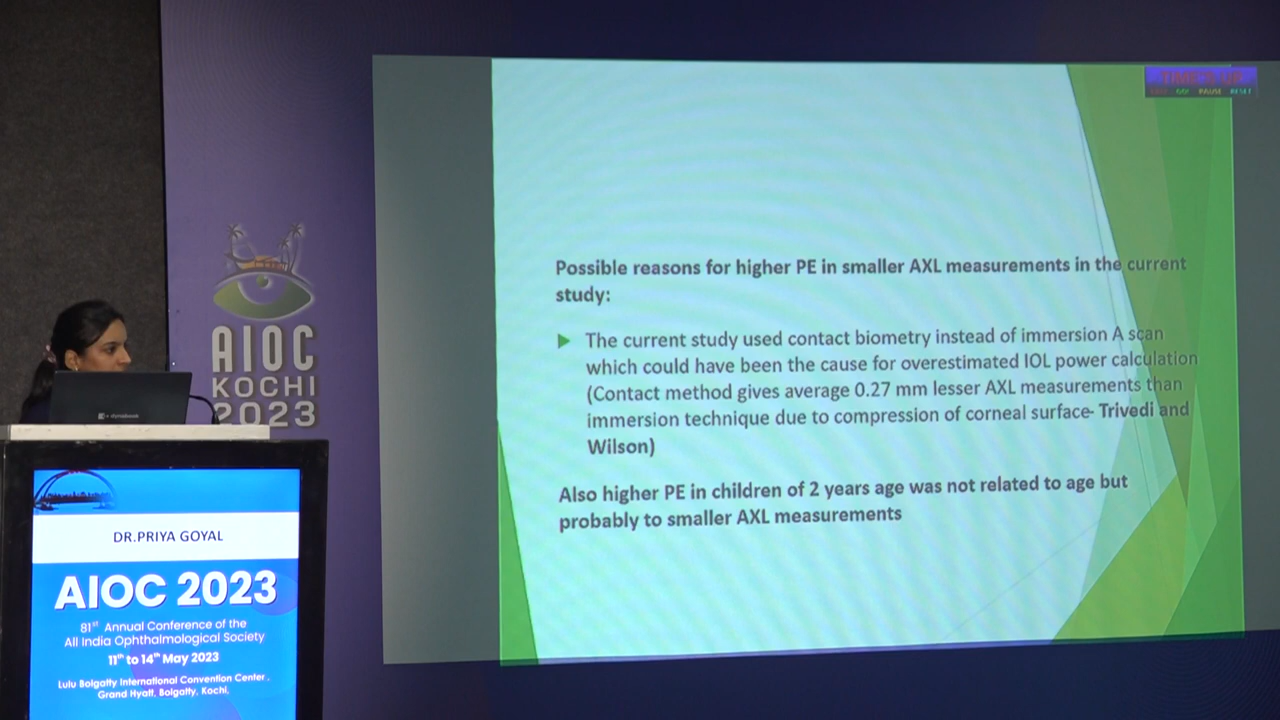 TIME'S UP
GO! PAUSE RESET
Possible reasons for higher PE in smaller AXL measurements in the current
study:
The current study used contact biometry instead of immersion A scan
which could have been the cause for overestimated IOL power calculation
(Contact method gives average 0.27 mm lesser AXL measurements than
immersion technique due to compression of corneal surface- Trivedi and
Wilson)
Also higher PE in children of 2 years age was not related to age but
probably to smaller AXL measurements
AIOC
KOCHI
2023
DR.PRIYA GOYAL
AIOC 2023
81st Annual Conference of the
All India Ophthalmological Society
11th to 14th May 2023
Lulu Bolgatty International Convention Center,
Grand Hyatt, Bolgatty, Kochi,